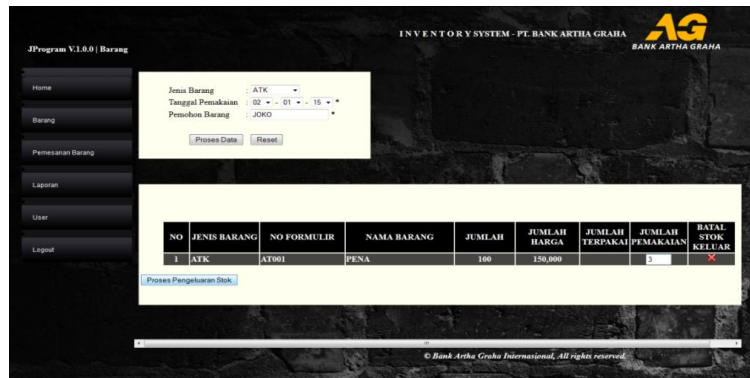 I N V E N T O R Y SYSTEM - PT. BANK ARTHA GRAHA
AG
BANK ARTHA GRAHA
JProgram V.1.0.0 | Barang
Home
Barang
Pemesanan Barang
Laporan
User
Logout
Jenis Barang : ATK
Tanggal Pemakaian : 02 - 01 - 15 *
Pemohon Barang : JOKO *
Proses Data Reset
NO JENIS BARANG NO FORMULIR NAMA BARANG JUMLAH JUMLAH HARGA JUMLAH TERPAKAI JUMLAH PEMAKAIAN BATAL STOK KELUAR
1 ATK AT001 PENA 100 150,000 3
Proses Pengeluaran Stok
© Bank Artha Graha Internasional, All rights reserved.